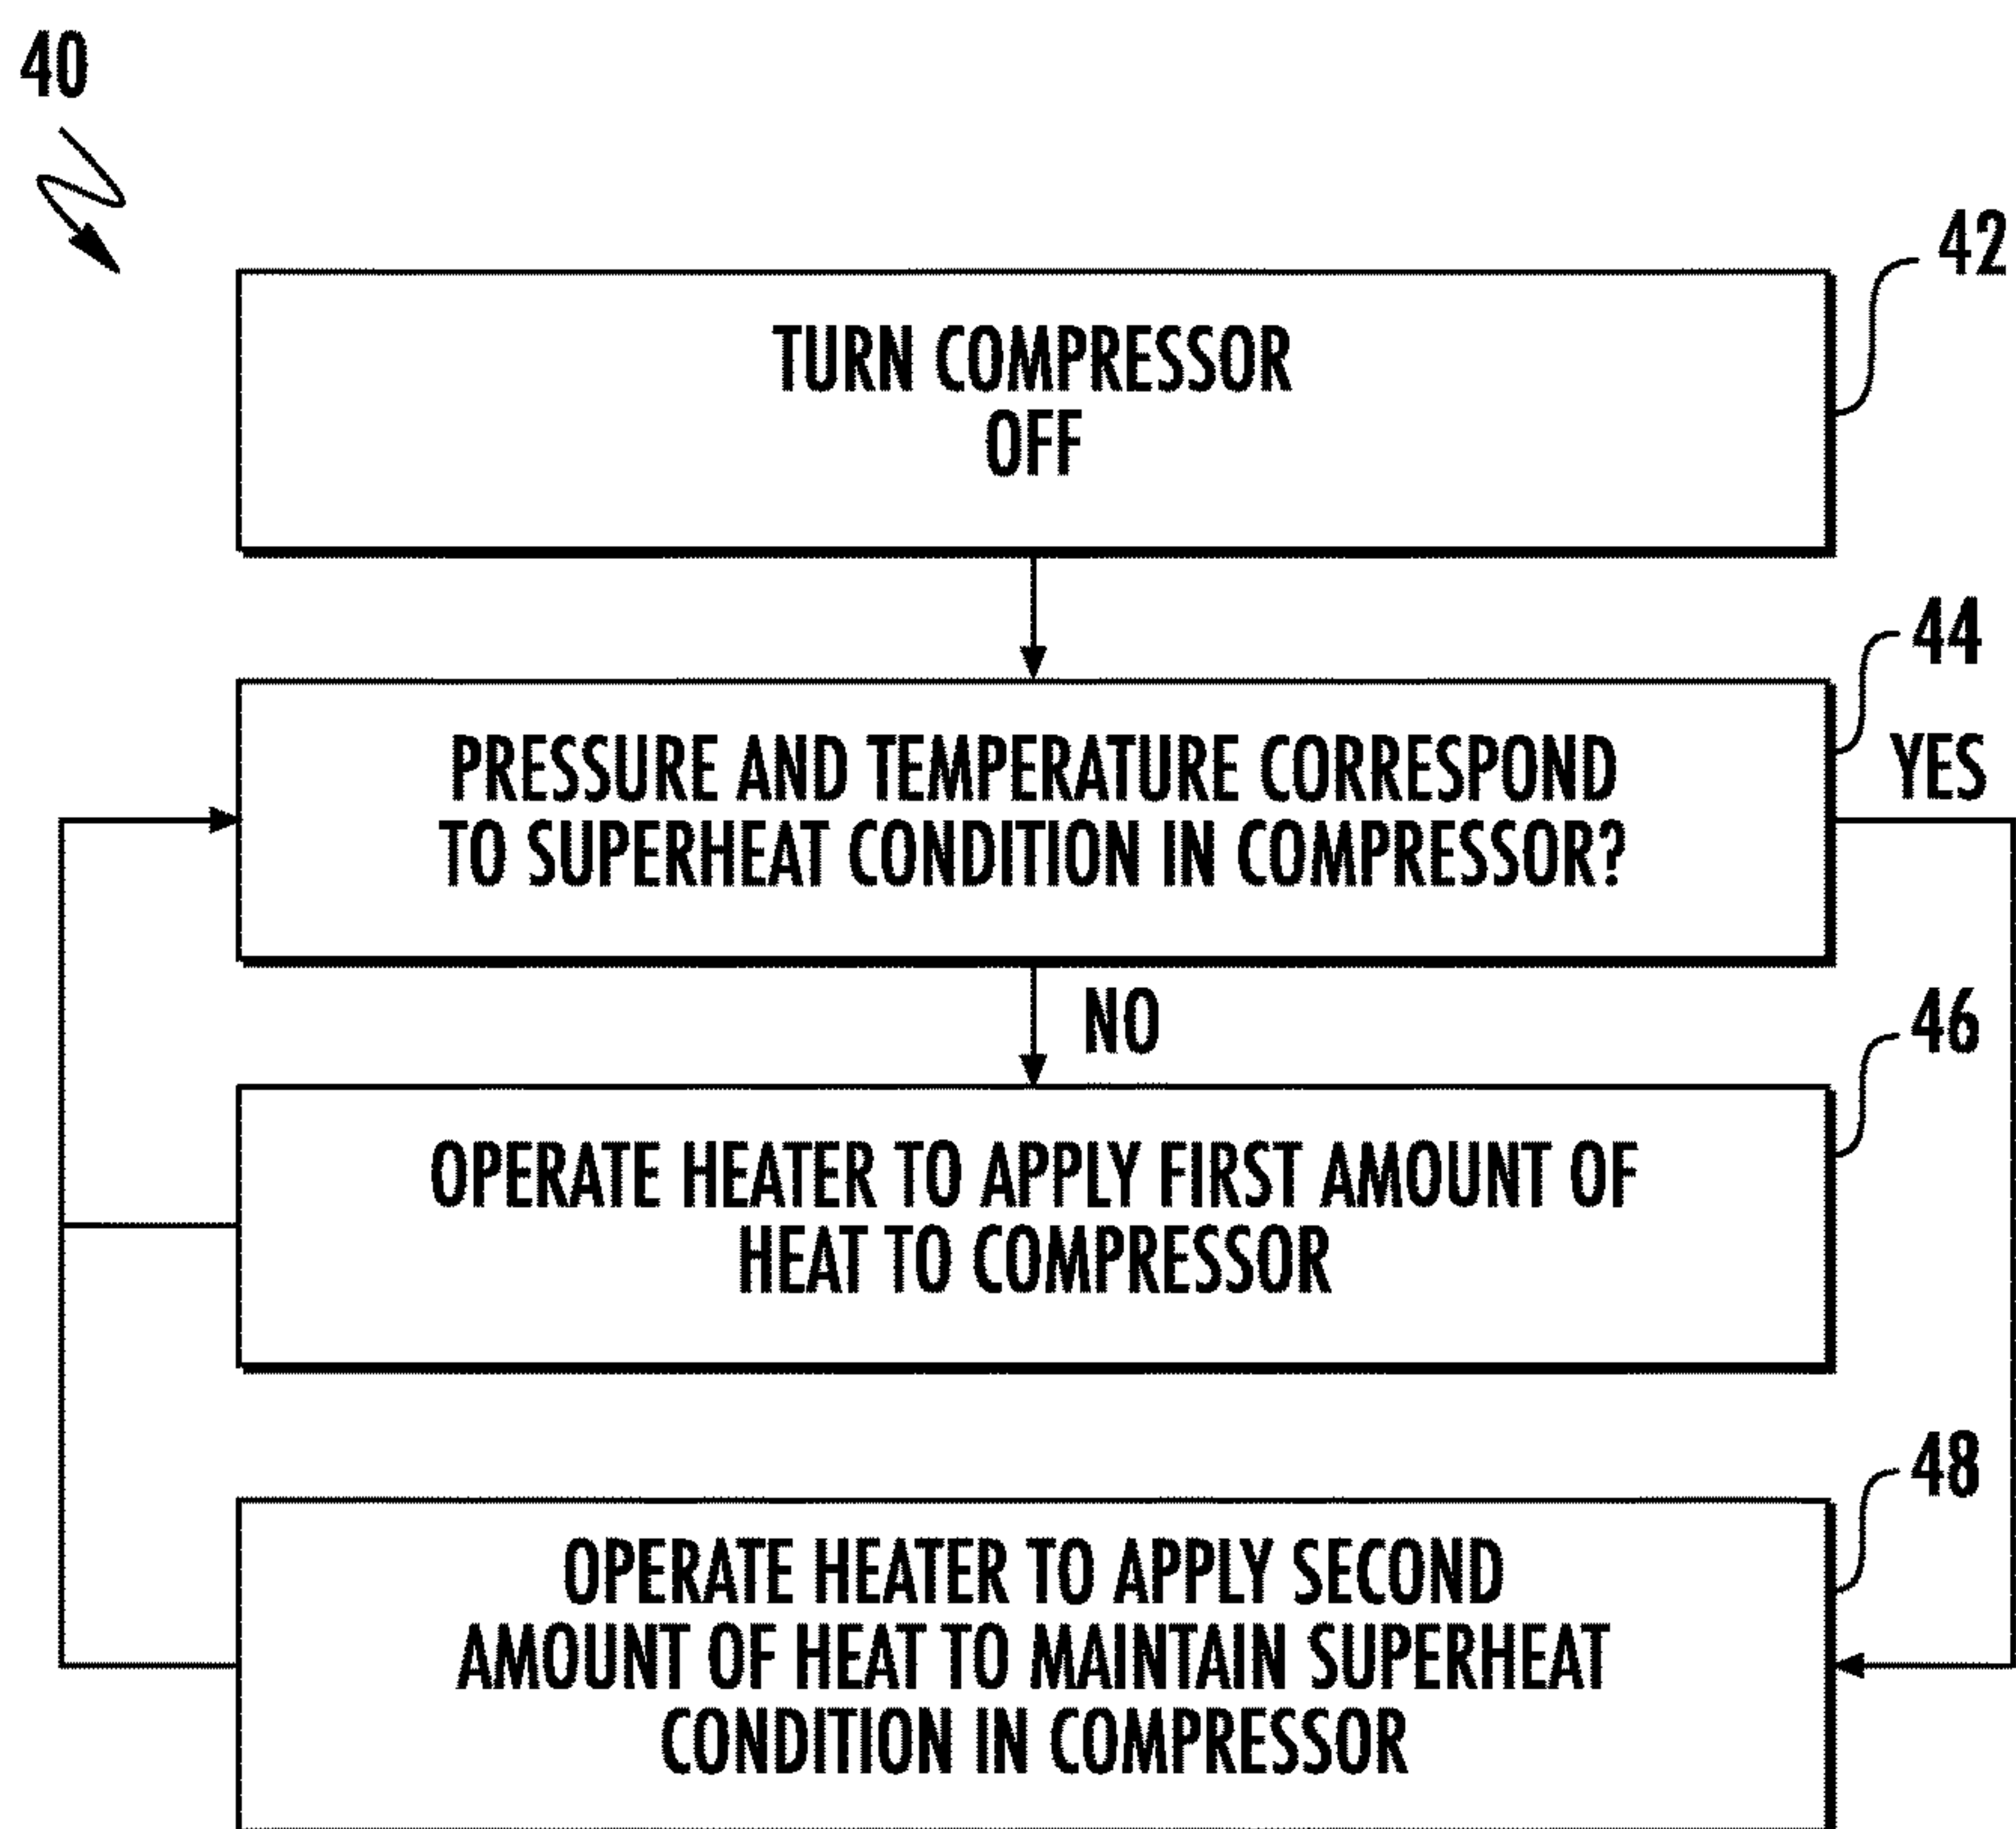 40
42
TURN COMPRESSOR
OFF
44
PRESSURE AND TEMPERATURE CORRESPOND
TO SUPERHEAT CONDITION IN COMPRESSOR?
YES
NO
46
OPERATE HEATER TO APPLY FIRST AMOUNT OF
HEAT TO COMPRESSOR
48
OPERATE HEATER TO APPLY SECOND
AMOUNT OF HEAT TO MAINTAIN SUPERHEAT
CONDITION IN COMPRESSOR